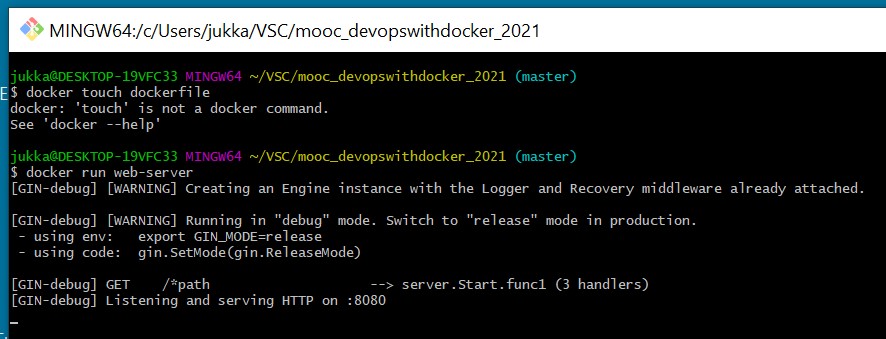 MINGW64:/c/Users/jukka/VSC/mooc_devopswithdocker_2021
jukka@DESKTOP-19VFC33 MINGW64 ~/VSC/mooc_devopswithdocker_2021 (master)
$ docker touch dockerfile
docker: 'touch' is not a docker command.
See 'docker --help'
jukka@DESKTOP-19VFC33 MINGW64 ~/VSC/mooc_devopswithdocker_2021 (master)
$ docker run web-server
[GIN-debug] [WARNING] Creating an Engine instance with the Logger and Recovery middleware already attached.
[GIN-debug] [WARNING] Running in "debug" mode. Switch to "release" mode in production.
- using env:   export GIN_MODE=release
- using code:  gin.SetMode(gin.ReleaseMode)
[GIN-debug] GET    /*path                    --> server.Start.func1 (3 handlers)
[GIN-debug] Listening and serving HTTP on :8080